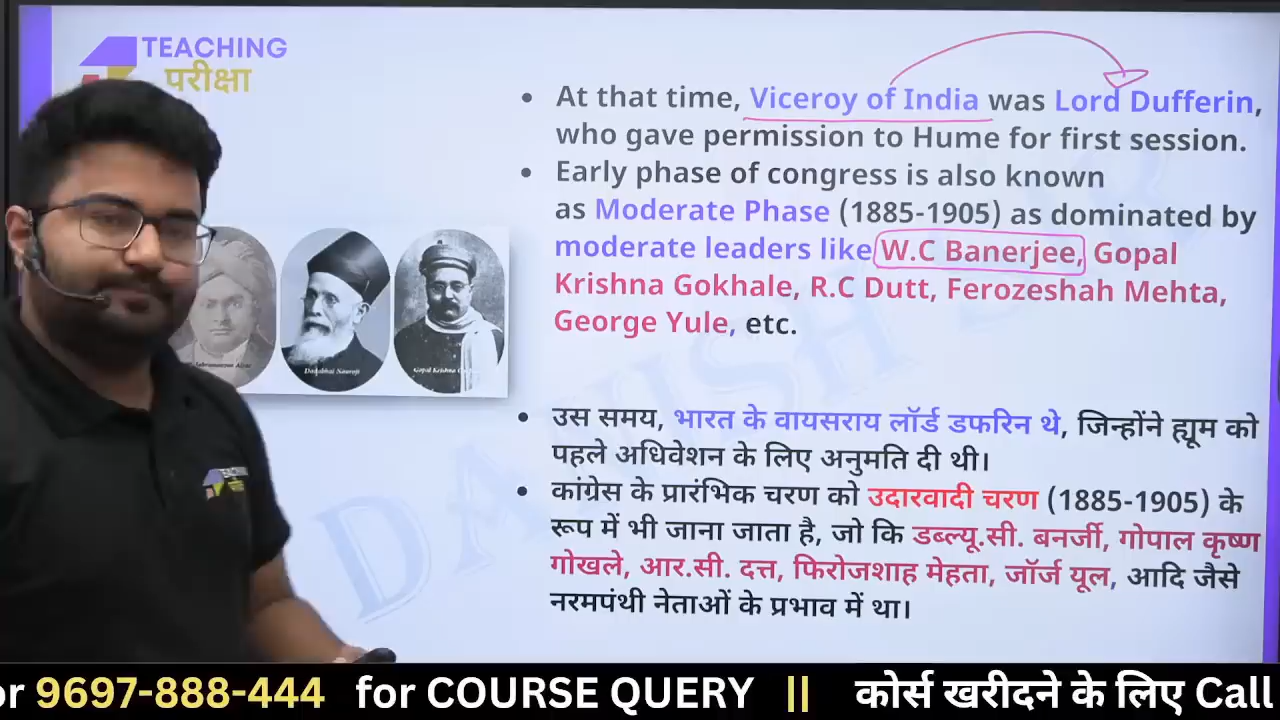 TEACHING
परीक्षा
At that time, Viceroy of India was Lord Dufferin,
who gave permission to Hume for first session.
Early phase of congress is also known
as Moderate Phase (1885-1905) as dominated by
moderate leaders like W.C Banerjee, Gopal
Krishna Gokhale, R.C Dutt, Ferozeshah Mehta,
George Yule, etc.
Dadabhai Naoroji
Gopal Krishna
उस समय, भारत के वायसराय लॉर्ड डफरिन थे, जिन्होंने ह्यूम को
पहले अधिवेशन के लिए अनुमति दी थी।
कांग्रेस के प्रारंभिक चरण को उदारवादी चरण (1885-1905) के
रूप में भी जाना जाता है, जो कि डब्ल्यू.सी. बनर्जी, गोपाल कृष्ण
गोखले, आर.सी. दत्त, फिरोजशाह मेहता, जॉर्ज यूल, आदि जैसे
नरमपंथी नेताओं के प्रभाव में था।
9697-888-444 for COURSE QUERY || कोर्स खरीदने के लिए Call